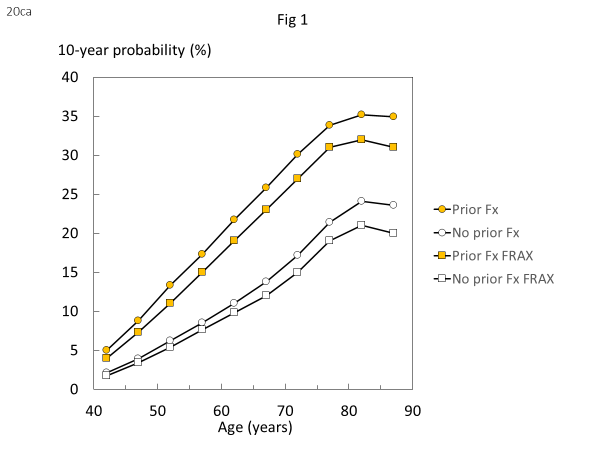 20ca
Fig 1
10-year probability (%)
40
35
30
25
20
15
10
5
0
40 50 60 70 80 90
Age (years)
Prior Fx
No prior Fx
Prior Fx FRAX
No prior Fx FRAX